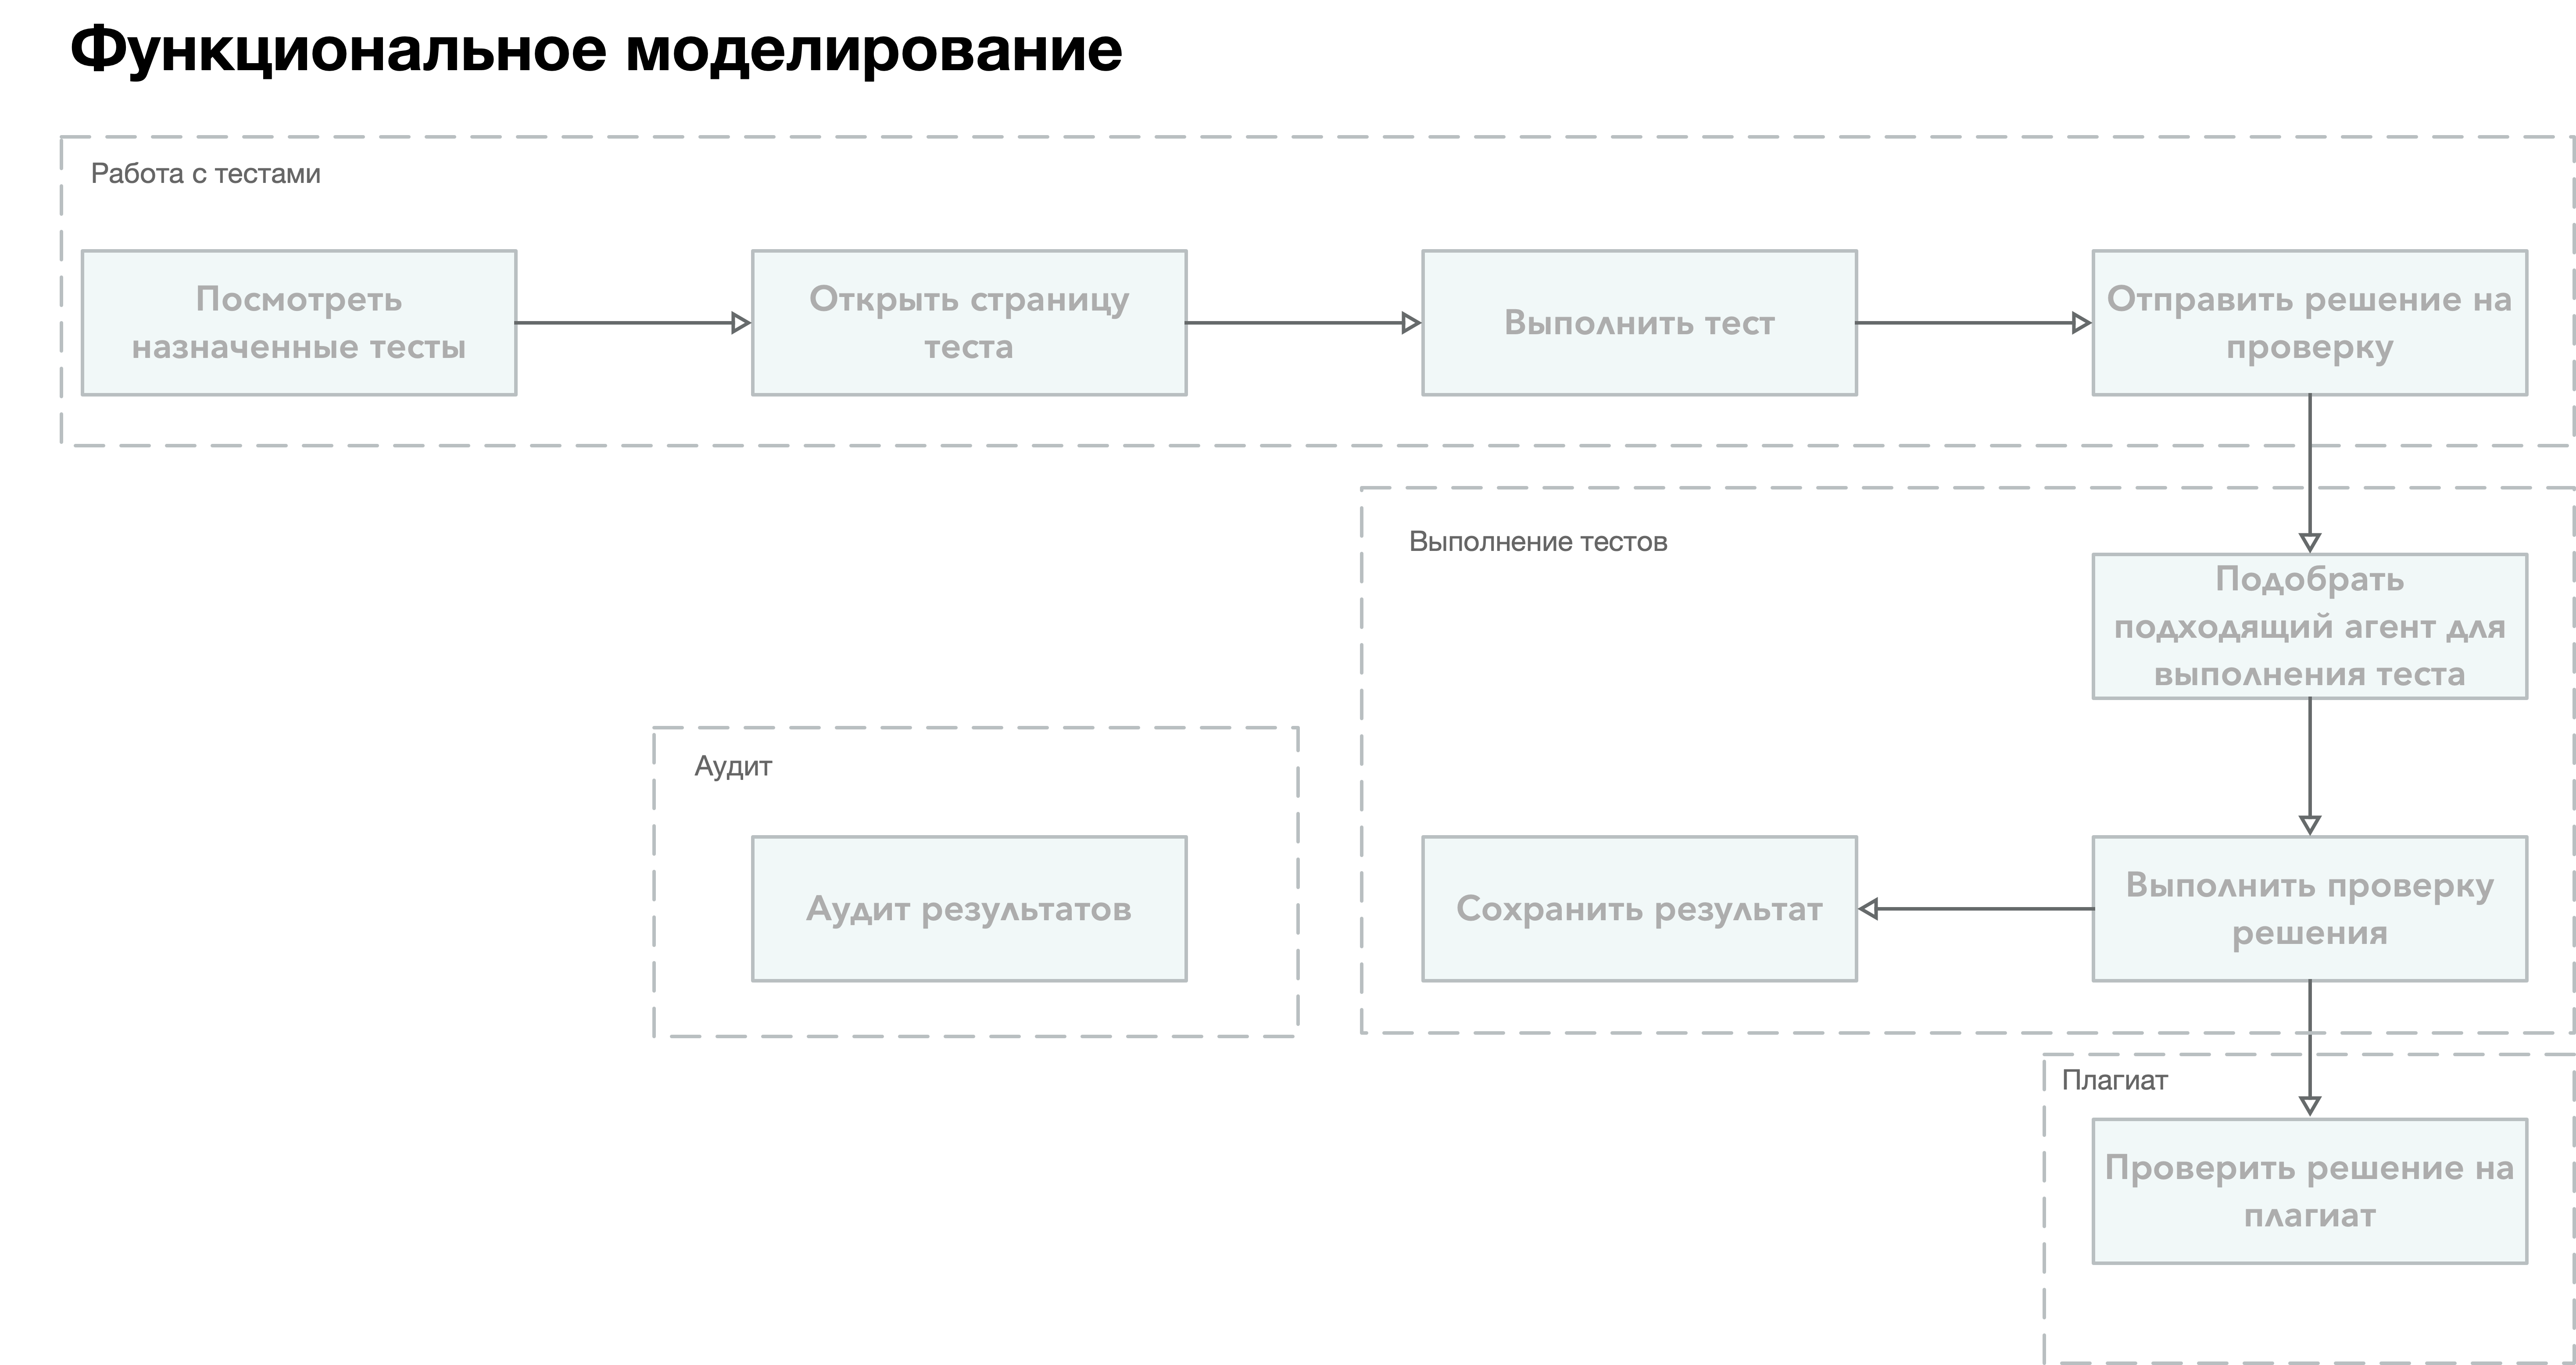 Функциональное моделирование
Работа с тестами
Посмотреть
назначенные тесты
Открыть страницу
теста
Выполнить тест
Отправить решение на
проверку
Выполнение тестов
Подобрать
подходящий агент для
выполнения теста
Аудит
Аудит результатов
Сохранить результат
Выполнить проверку
решения
Плагиат
Проверить решение на
плагиат